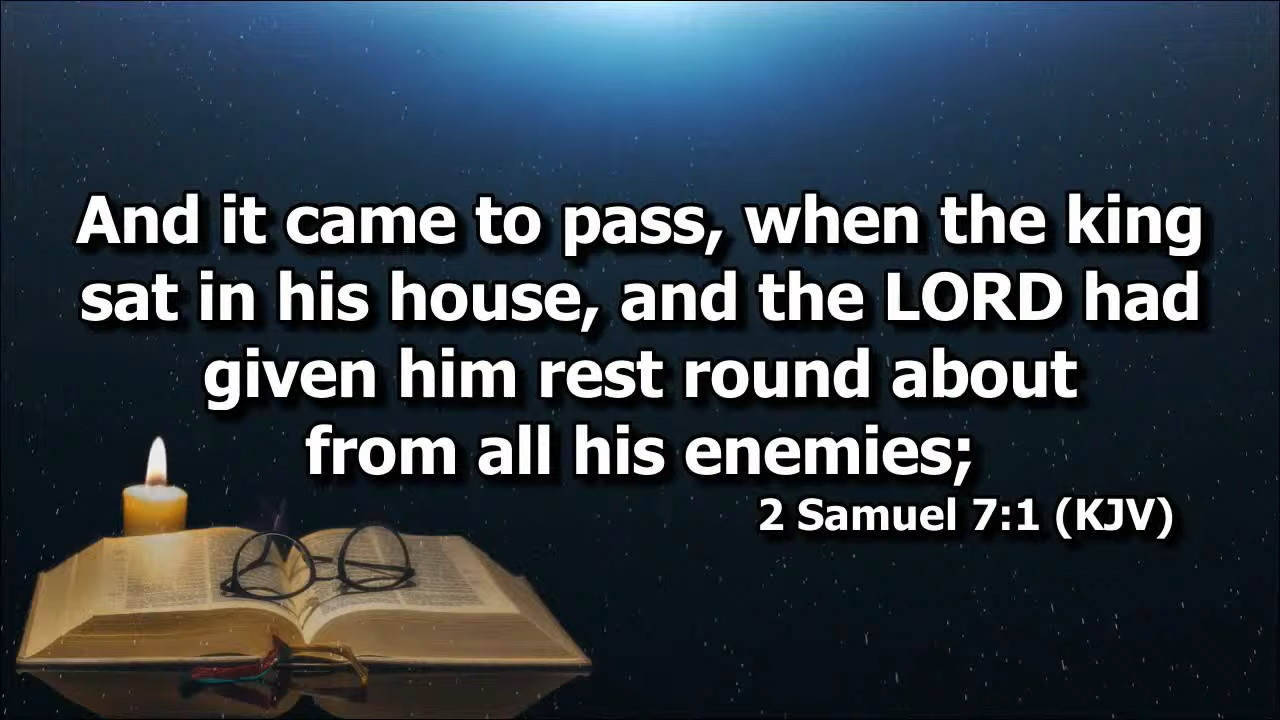 And it came to pass, when the king
sat in his house, and the LORD had
given him rest round about
from all his enemies;
2 Samuel 7:1 (KJV)